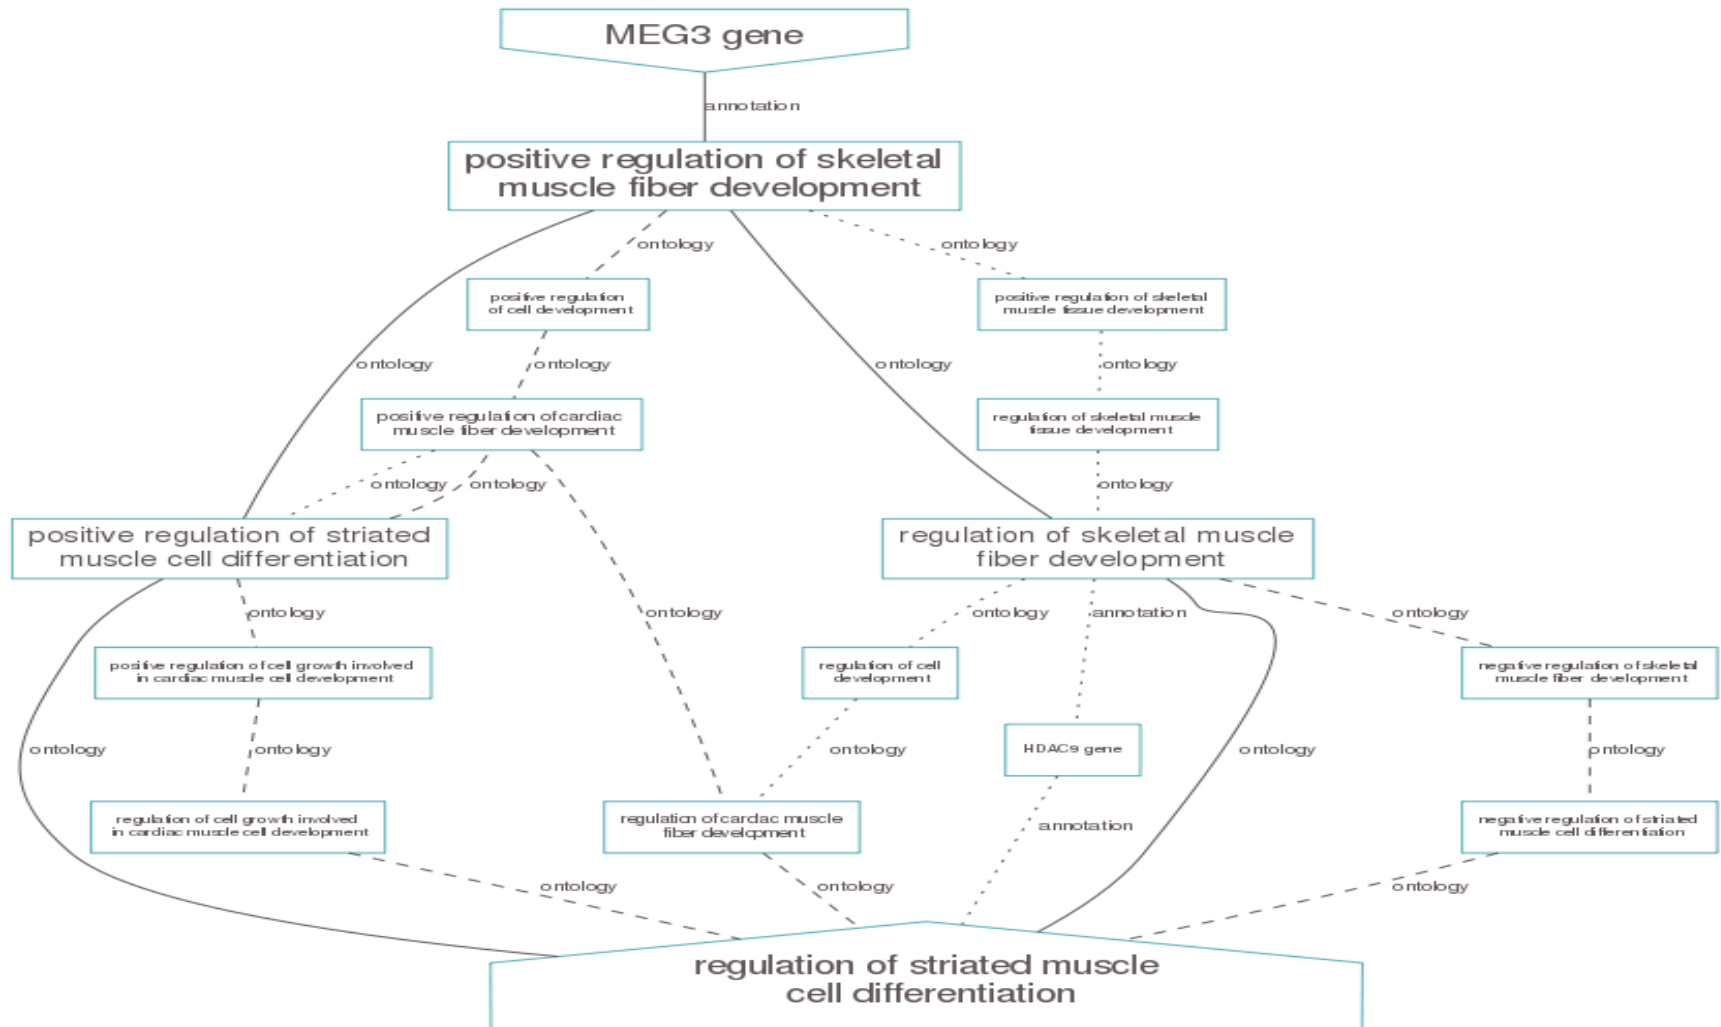 MEG3 gene
annotation
positive regulation of skeletal
muscle fiber development
ontology
ontology
positive regulation
of cell development
positive regulation of skeletal
muscle tissue development
ontology
ontology
ontology
ontology
positive regulation of cardiac
muscle fiber development
regulation of skeletal muscle
tissue development
ontology
ontology
ontology
positive regulation of striated
muscle cell differentiation
regulation of skeletal muscle
fiber development
ontology
ontology
ontology
annotation
ontology
positive regulation of cell growth involved
in cardiac muscle cell development
regulation of cell
development
negative regulation of skeletal
muscle fiber development
ontology
ontology
ontology
HDAC9 gene
ontology
ontology
regulation of cell growth involved
in cardiac muscle cell development
regulation of cardac muscle
fiber development
annotation
negative regulation of striated
muscle cell differentiation
ontology
ontology
ontology
regulation of striated muscle
cell differentiation